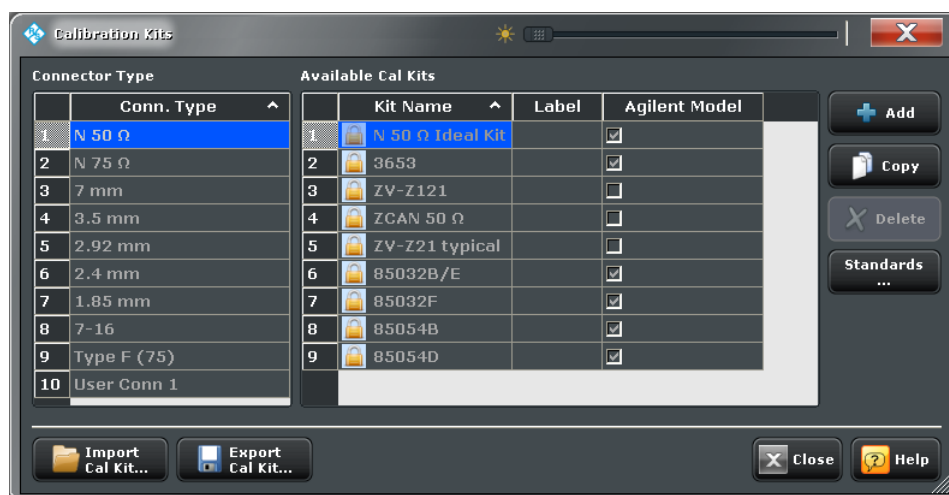 Calibration Kits
Connector Type
Conn. Type
1 N 50 Ω
2 N 75 Ω
3 7 mm
4 3.5 mm
5 2.92 mm
6 2.4 mm
7 1.85 mm
8 7-16
9 Type F (75)
10 User Conn 1
Available Cal Kits
Kit Name Label Agilent Model
1 N 50 Ω Ideal Kit
2 3653
3 ZV-Z121
4 ZCAN 50 Ω
5 ZV-Z21 typical
6 85032B/E
7 85032F
8 85054B
9 85054D
Add
Copy
Delete
Standards
...
Import
Cal Kit...
Export
Cal Kit...
Close
Help